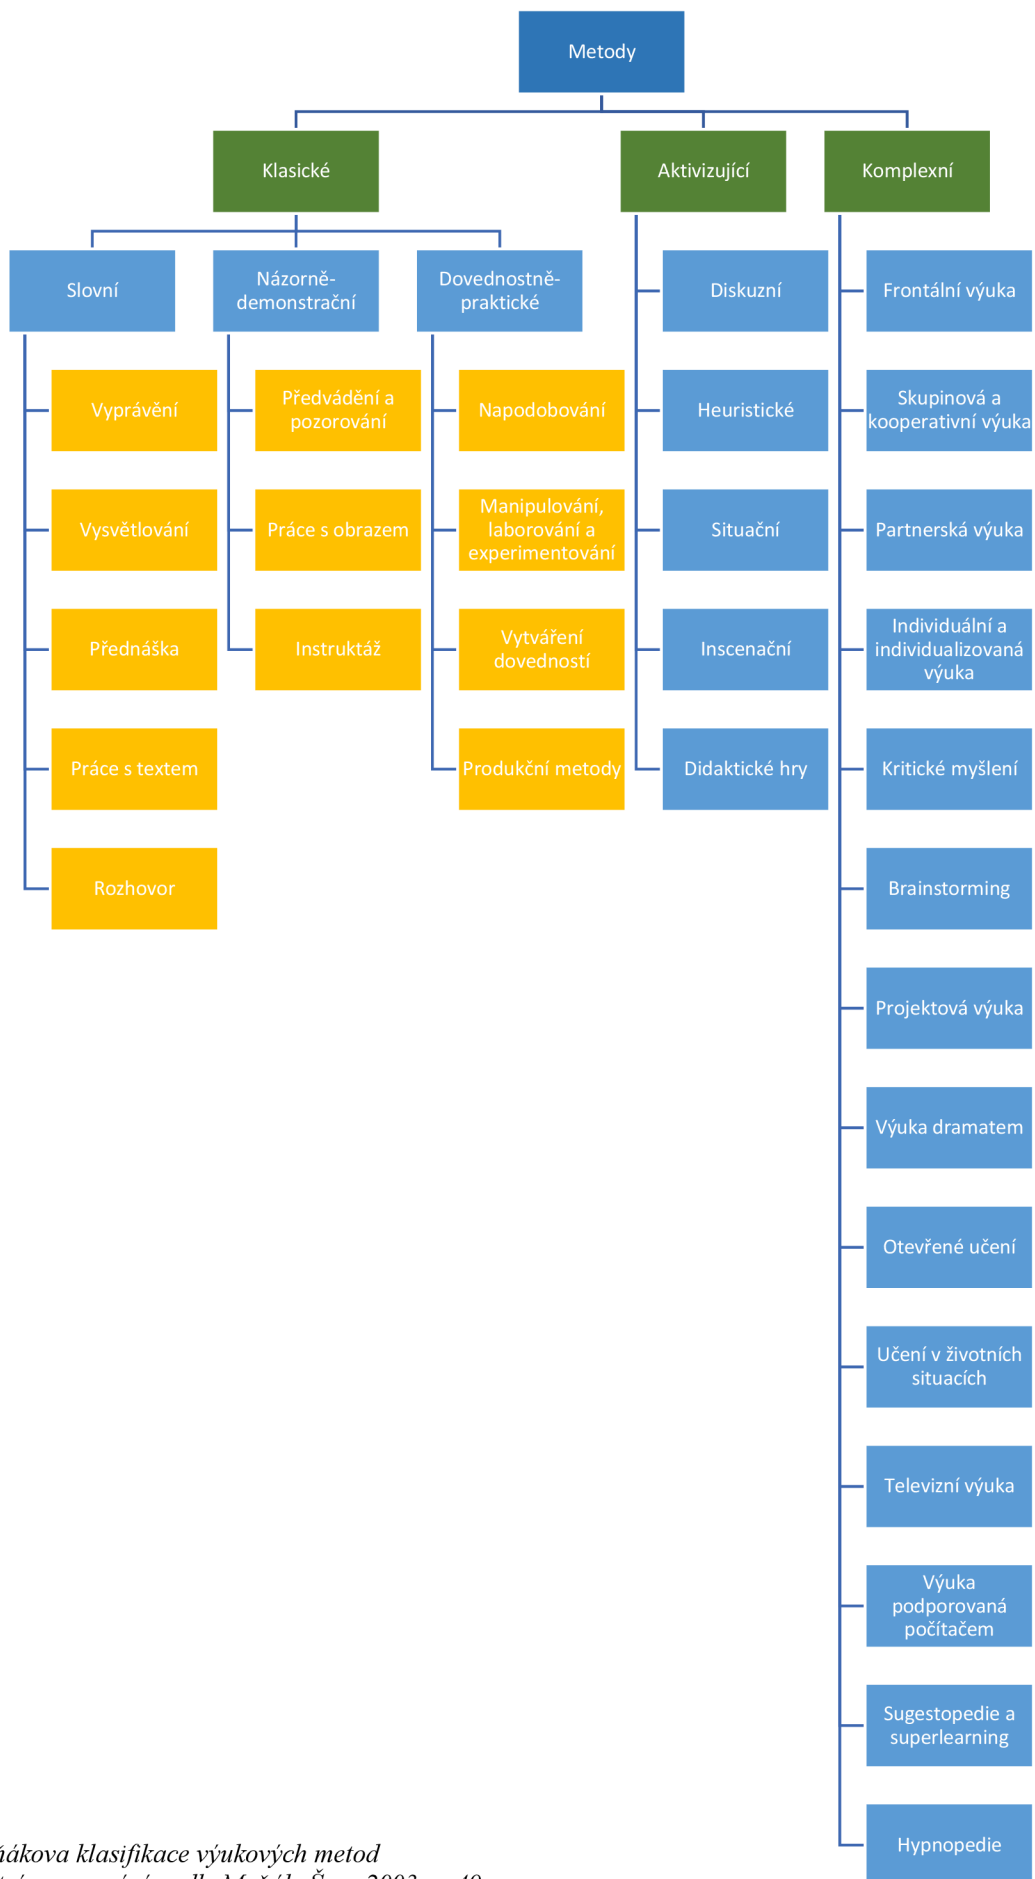 Metody
Klasické
Aktivizující
Komplexní
Slovní
Názorně-
demonstrační
Dovednostně-
praktické
Vyprávění
Vysvětlování
Přednáška
Práce s textem
Rozhovor
Předvádění a
pozorování
Práce s obrazem
Instruktáž
Napodobování
Manipulování,
laborování a
experimentování
Vytváření
dovedností
Produkční metody
Diskuzní
Heuristické
Situační
Inscenační
Didaktické hry
Frontální výuka
Skupinová a
kooperativní výuka
Partnerská výuka
Individuální a
individualizovaná
výuka
Kritické myšlení
Brainstorming
Projektová výuka
Výuka dramatem
Otevřené učení
Učení v životních
situacích
Televizní výuka
Výuka
podporovaná
počítačem
Sugestopedie a
superlearning
Hypnopedie
ňákova klasifikace výukových metod